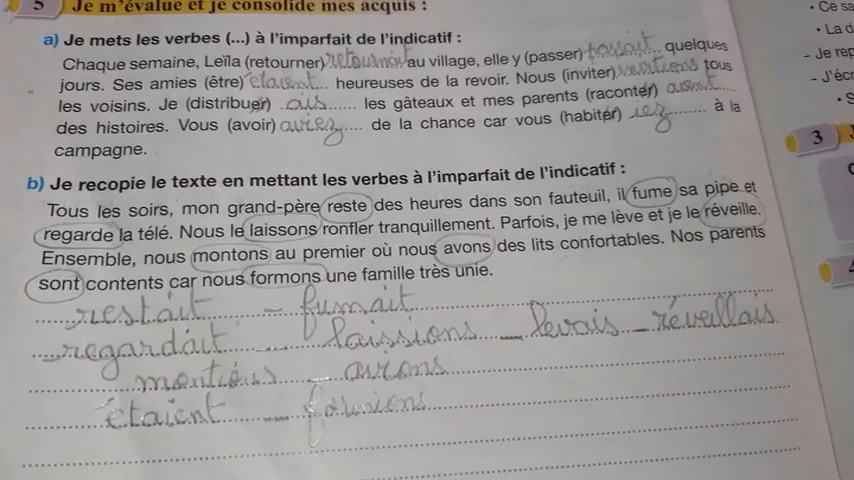 5 Je m'évalue et je consolide mes acquis :
a) Je mets les verbes (...) à l'imparfait de l'indicatif :
Chaque semaine, Leïla (retourner) retournait au village, elle y (passer) passait... quelques
jours. Ses amies (être) étaient... heureuses de la revoir. Nous (inviter) tous
les voisins. Je (distribuer) .ais...... les gâteaux et mes parents (raconter) aient....
des histoires. Vous (avoir) aviez.... de la chance car vous (habiter) iez........ à la
campagne.
b) Je recopie le texte en mettant les verbes à l'imparfait de l'indicatif :
Tous les soirs, mon grand-père reste des heures dans son fauteuil, il fume sa pipe et
regarde la télé. Nous le laissons ronfler tranquillement. Parfois, je me lève et je le réveille.
Ensemble, nous montons au premier où nous avons des lits confortables. Nos parents
sont contents car nous formons une famille très unie.
restait - fumait
regardait - laissions - levais - réveillais
montions - avions
étaient - formions
• Ce sa
• La d
- Je rep
- J'écr
• S
3